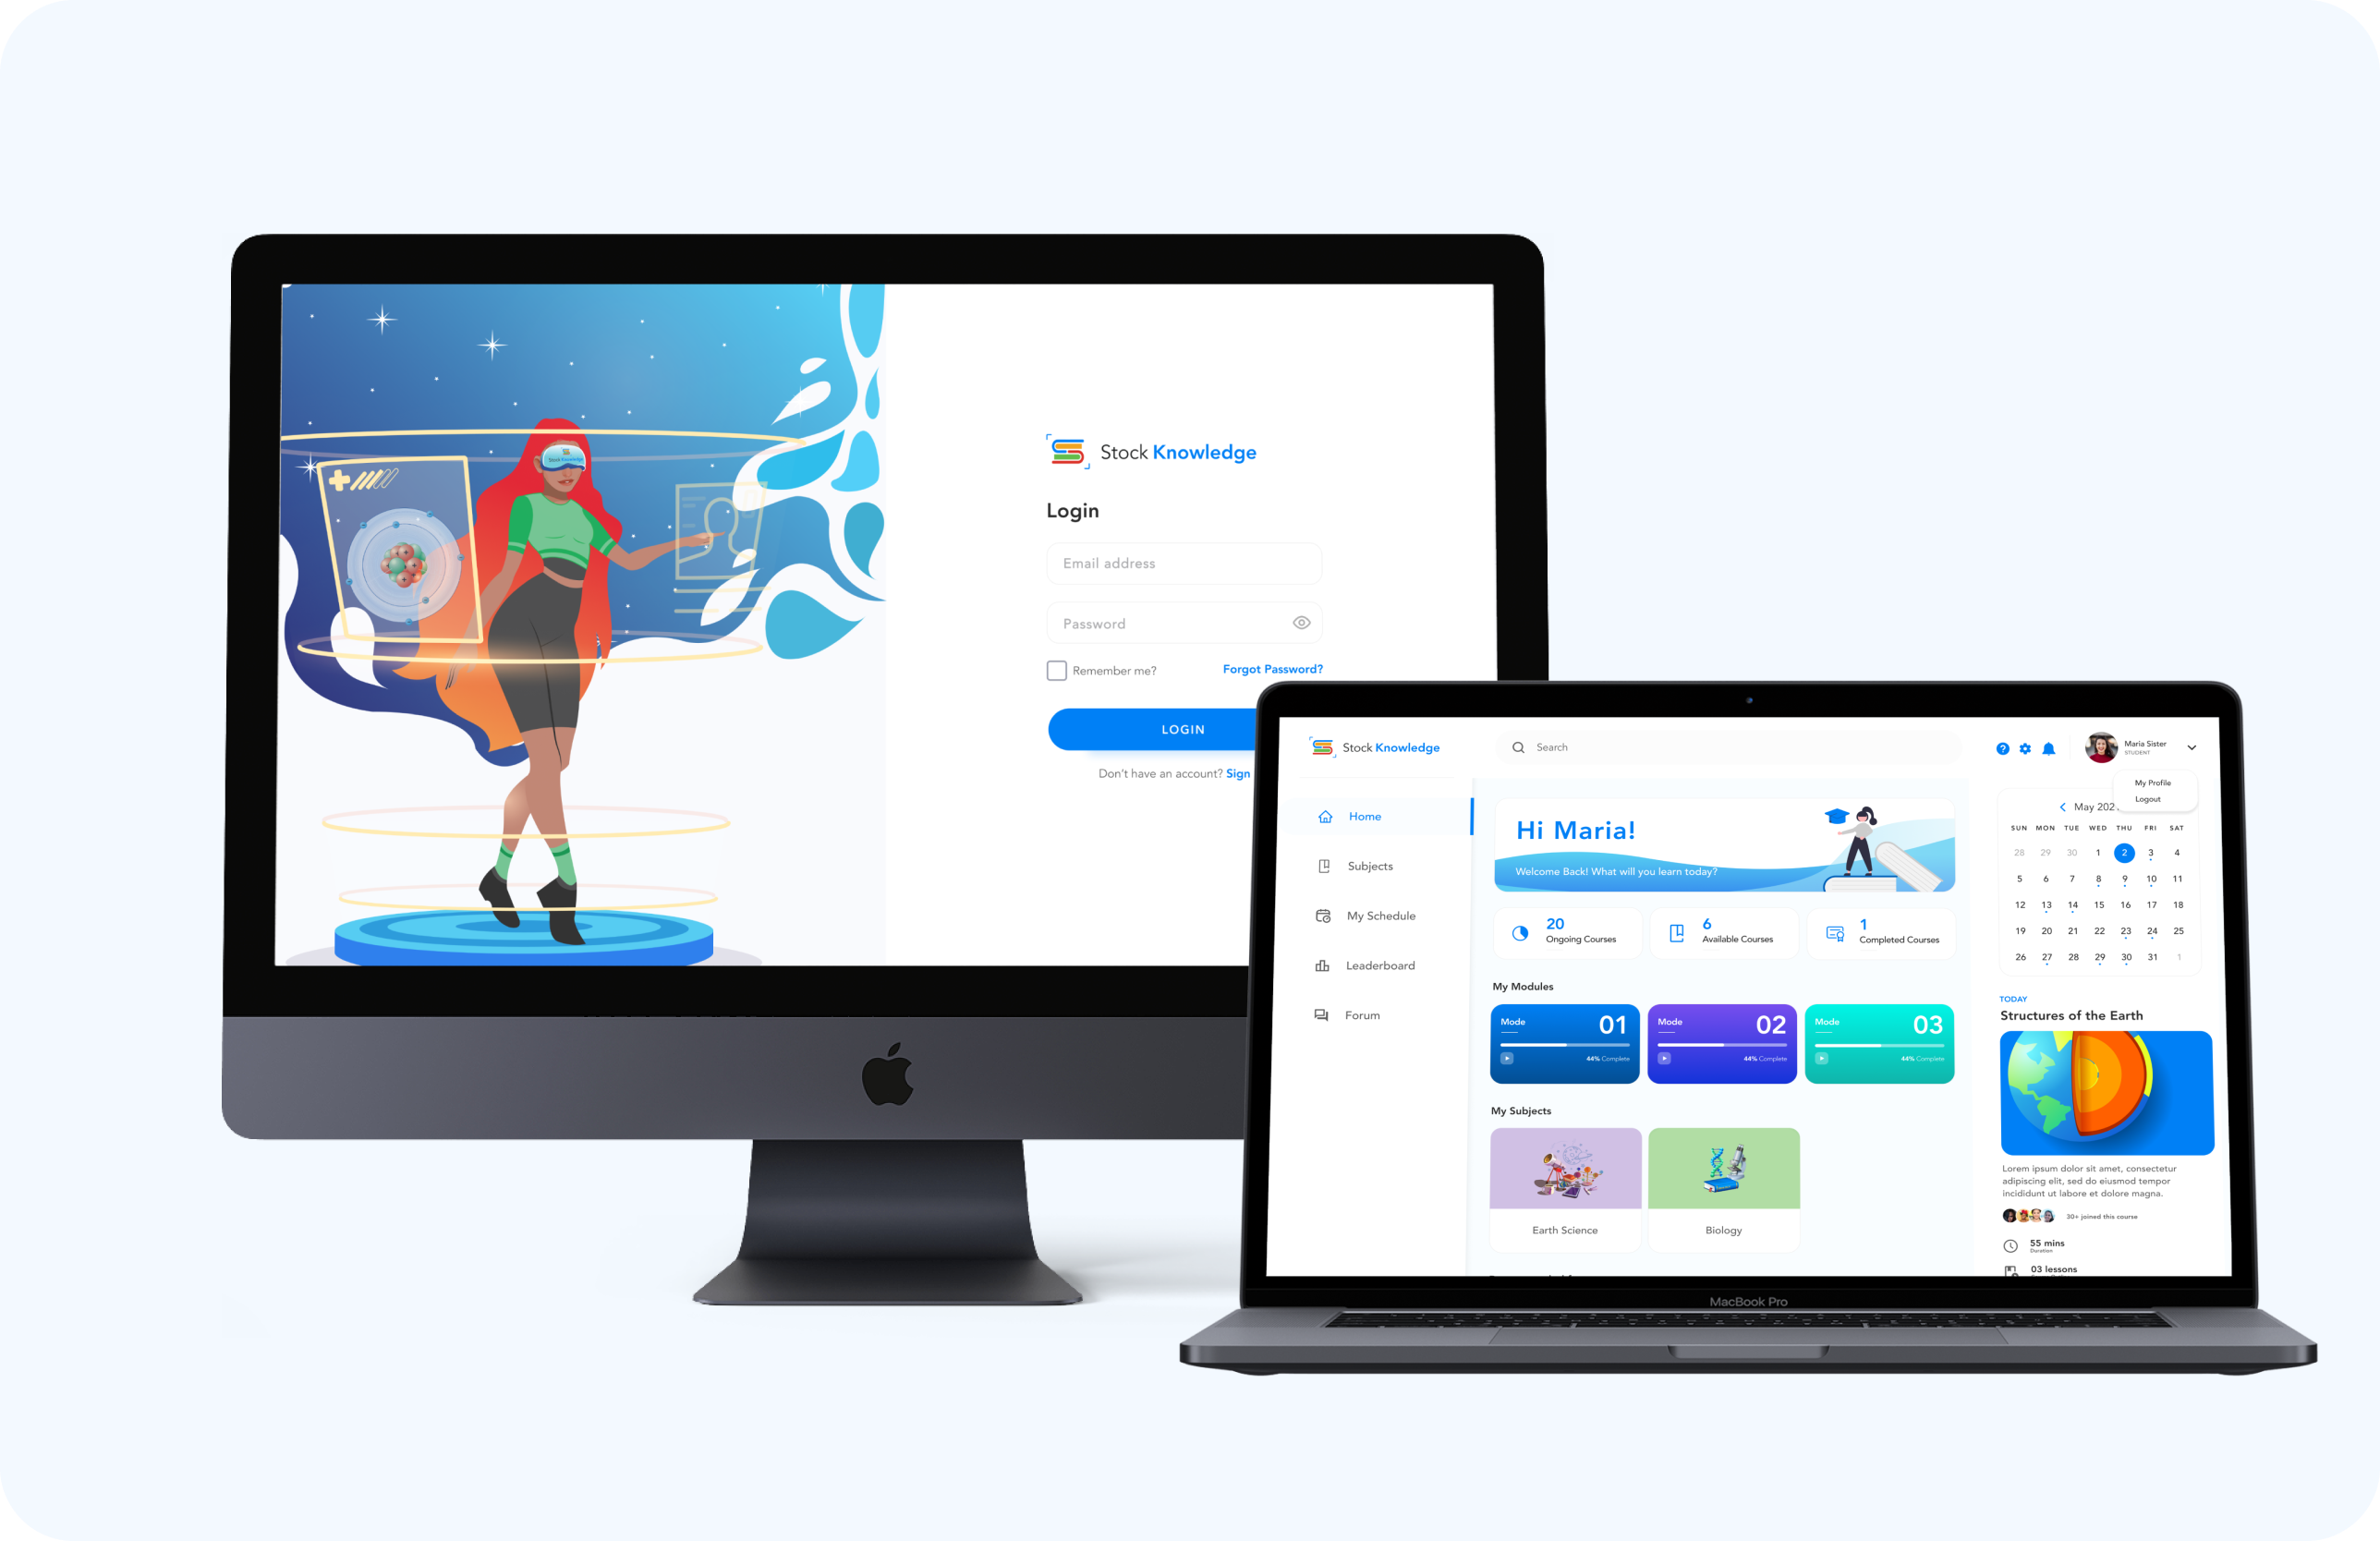 Stock Knowledge
Stock Knowledge
Login
Email address
Password
Remember me?
Forgot Password?
LOGIN
Don't have an account? Sign
Stock Knowledge
Search
Maria Sister
STUDENT
My Profile
Logout
Home
Subjects
My Schedule
Leaderboard
Forum
Hi Maria!
Welcome Back! What will you learn today?
20
Ongoing Courses
6
Available Courses
1
Completed Courses
My Modules
Mode
01
44% Complete
Mode
02
44% Complete
Mode
03
44% Complete
My Subjects
Earth Science
Biology
May 202
SUN MON TUE WED THU FRI SAT
28 29 30 1 2 3 4
5 6 7 8 9 10 11
12 13 14 15 16 17 18
19 20 21 22 23 24 25
26 27 28 29 30 31 1
TODAY
Structures of the Earth
Lorem ipsum dolor sit amet, consectetur
adipiscing elit, sed do eiusmod tempor
incididunt ut labore et dolore magna.
30+ joined this course
55 mins
Duration
03 lessons
MacBook Pro